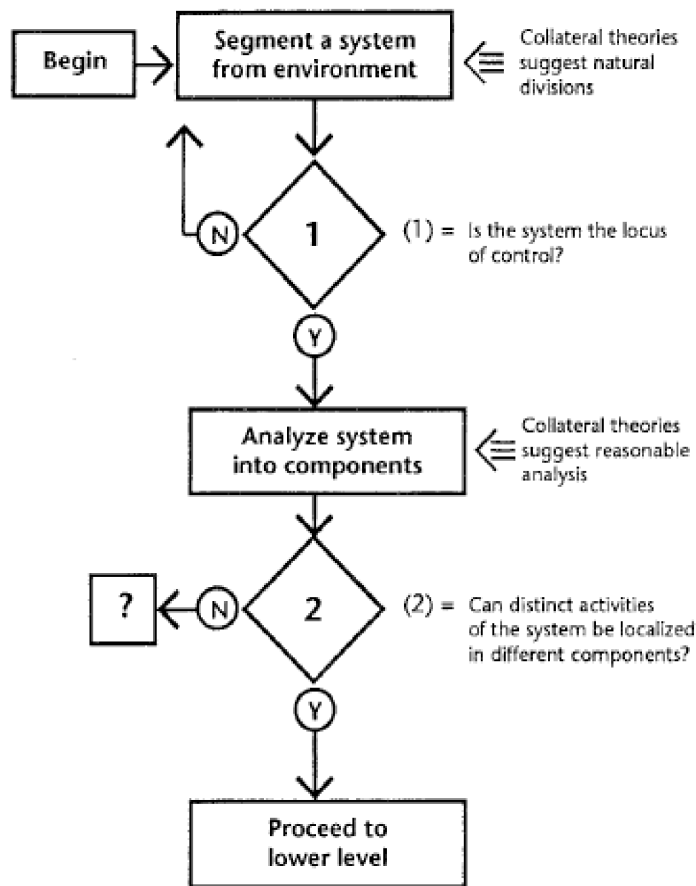 Begin
Segment a system
from environment
Collateral theories
suggest natural
divisions
N
1
(1) = Is the system the locus
of control?
Y
Analyze system
into components
Collateral theories
suggest reasonable
analysis
?
N
2
(2) = Can distinct activities
of the system be localized
in different components?
Y
Proceed to
lower level